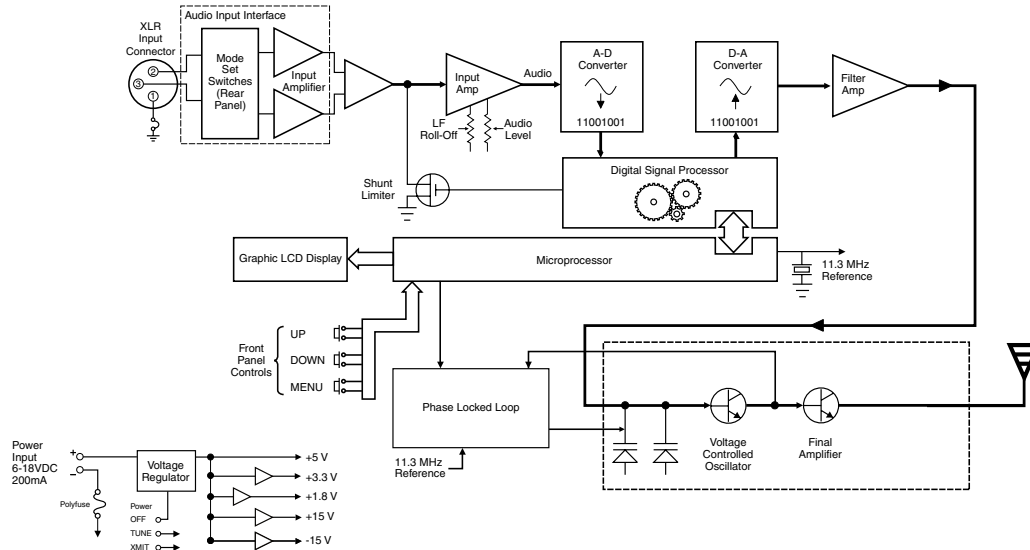 Audio Input Interface
XLR
Input
Connector
2
3
1
Mode
Set
Switches
(Rear
Panel)
Input
Amplifier
Input
Amp
Audio
LF
Roll-Off
Audio
Level
A-D
Converter
11001001
D-A
Converter
11001001
Filter
Amp
Shunt
Limiter
Digital Signal Processor
Graphic LCD Display
Microprocessor
11.3 MHz
Reference
Front
Panel
Controls
UP
DOWN
MENU
Phase Locked Loop
11.3 MHz
Reference
Voltage
Controlled
Oscillator
Final
Amplifier
Power
Input
6-18VDC
200mA
+
–
Polyfuse
Voltage
Regulator
Power
OFF
TUNE
XMIT
+5 V
+3.3 V
+1.8 V
+15 V
-15 V